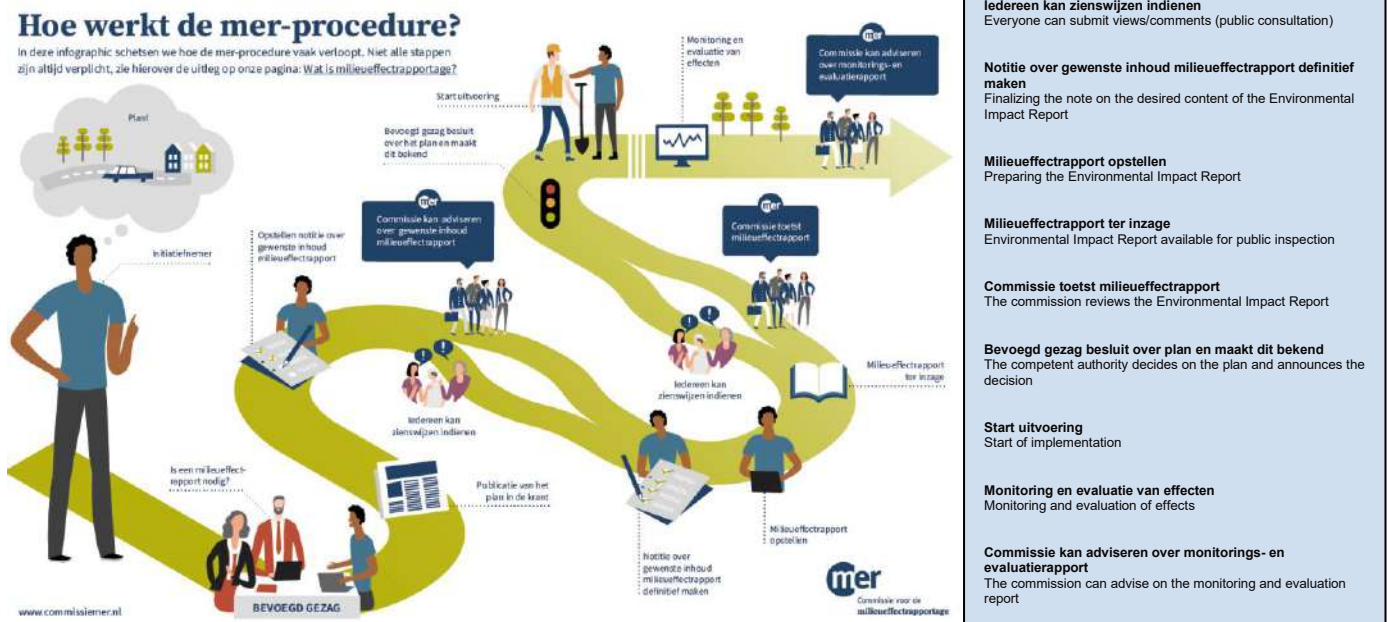 Hoe werkt de mer-procedure?
In deze infographic schetsen we hoe de mer-procedure vaak verloopt. Niet alle stappen
zijn altijd verplicht, zie hierover de uitleg op onze pagina: Wat is milieueffectrapportage?
Plan!
Initiatiefnemer
Is een milieueffect-
rapport nodig?
BEVOEGD GEZAG
www.commissiemer.nl
Publicatie van het
plan in de krant
Opstellen notitie over
gewenste inhoud
milieueffectrapport
mer
Commissie kan adviseren
over gewenste inhoud
milieueffectrapport
Iedereen kan
zienswijzen indienen
Notitie over
gewenste inhoud
milieueffectrapport
definitief maken
Milieueffectrapport
opstellen
Milieueffectrapport
ter inzage
Iedereen kan
zienswijzen indienen
mer
Commissie toetst
milieueffectrapport
Bevoegd gezag besluit
over het plan en maakt
dit bekend
Start uitvoering
Monitoring en
evaluatie van
effecten
mer
Commissie kan adviseren
over monitorings- en
evaluatierapport
mer
Commissie voor de
milieueffectrapportage
Iedereen kan zienswijzen indienen
Everyone can submit views/comments (public consultation)
Notitie over gewenste inhoud milieueffectrapport definitief
maken
Finalizing the note on the desired content of the Environmental
Impact Report
Milieueffectrapport opstellen
Preparing the Environmental Impact Report
Milieueffectrapport ter inzage
Environmental Impact Report available for public inspection
Commissie toetst milieueffectrapport
The commission reviews the Environmental Impact Report
Bevoegd gezag besluit over plan en maakt dit bekend
The competent authority decides on the plan and announces the
decision
Start uitvoering
Start of implementation
Monitoring en evaluatie van effecten
Monitoring and evaluation of effects
Commissie kan adviseren over monitorings- en
evaluatierapport
The commission can advise on the monitoring and evaluation
report